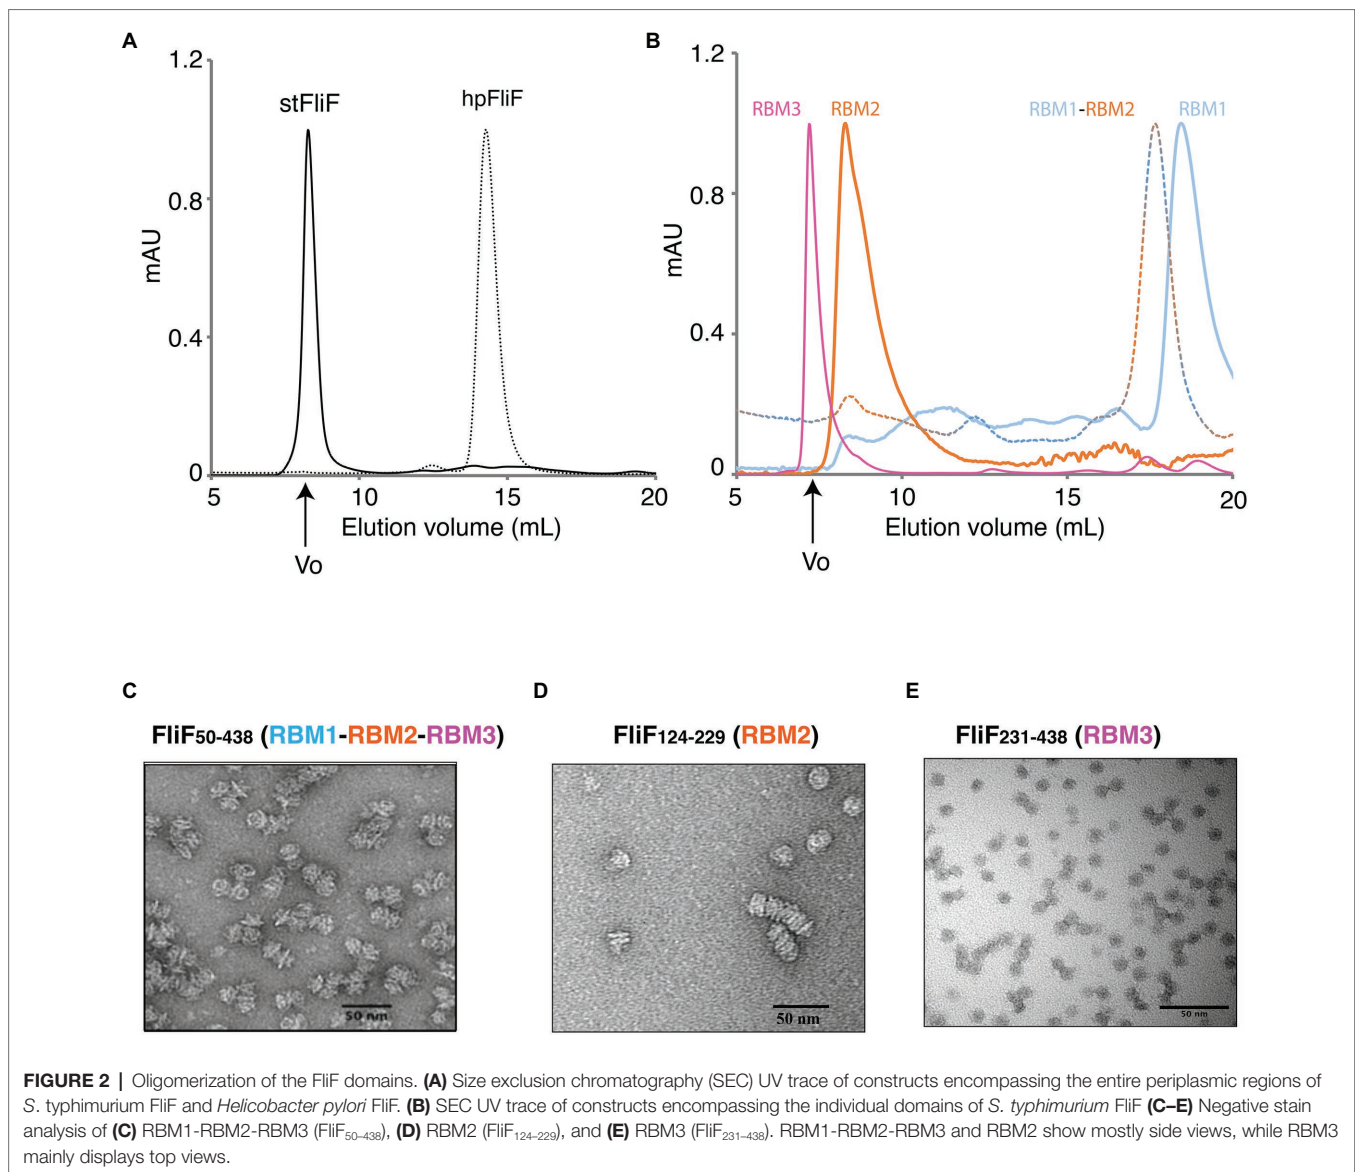 A
1.2
0.8
0.4
0
mAU
stFliF
hpFliF
5
10
15
20
Elution volume (mL)
Vo
B
1.2
0.8
0.4
0
mAU
RBM3
RBM2
RBM1-RBM2
RBM1
5
10
15
20
Elution volume (mL)
Vo
C
FliF50-438 (RBM1-RBM2-RBM3)
50 nm
D
FliF124-229 (RBM2)
50 nm
E
FliF231-438 (RBM3)
50 nm
FIGURE 2 | Oligomerization of the FliF domains. (A) Size exclusion chromatography (SEC) UV trace of constructs encompassing the entire periplasmic regions of
S. typhimurium FliF and Helicobacter pylori FliF. (B) SEC UV trace of constructs encompassing the individual domains of S. typhimurium FliF (C–E) Negative stain
analysis of (C) RBM1-RBM2-RBM3 (FliF50–438), (D) RBM2 (FliF124–229), and (E) RBM3 (FliF231–438). RBM1-RBM2-RBM3 and RBM2 show mostly side views, while RBM3
mainly displays top views.